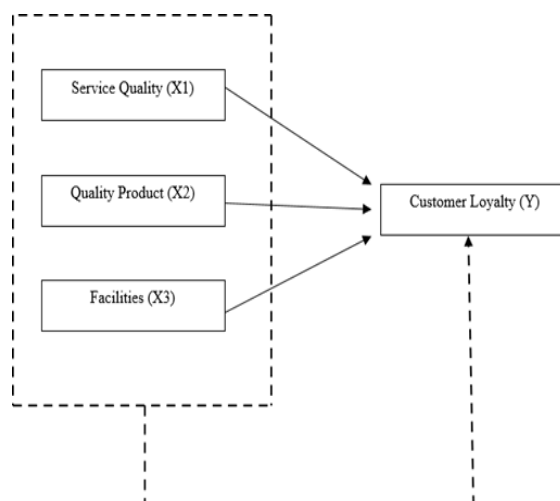 Service Quality (X1)
Quality Product (X2)
Customer Loyalty (Y)
Facilities (X3)